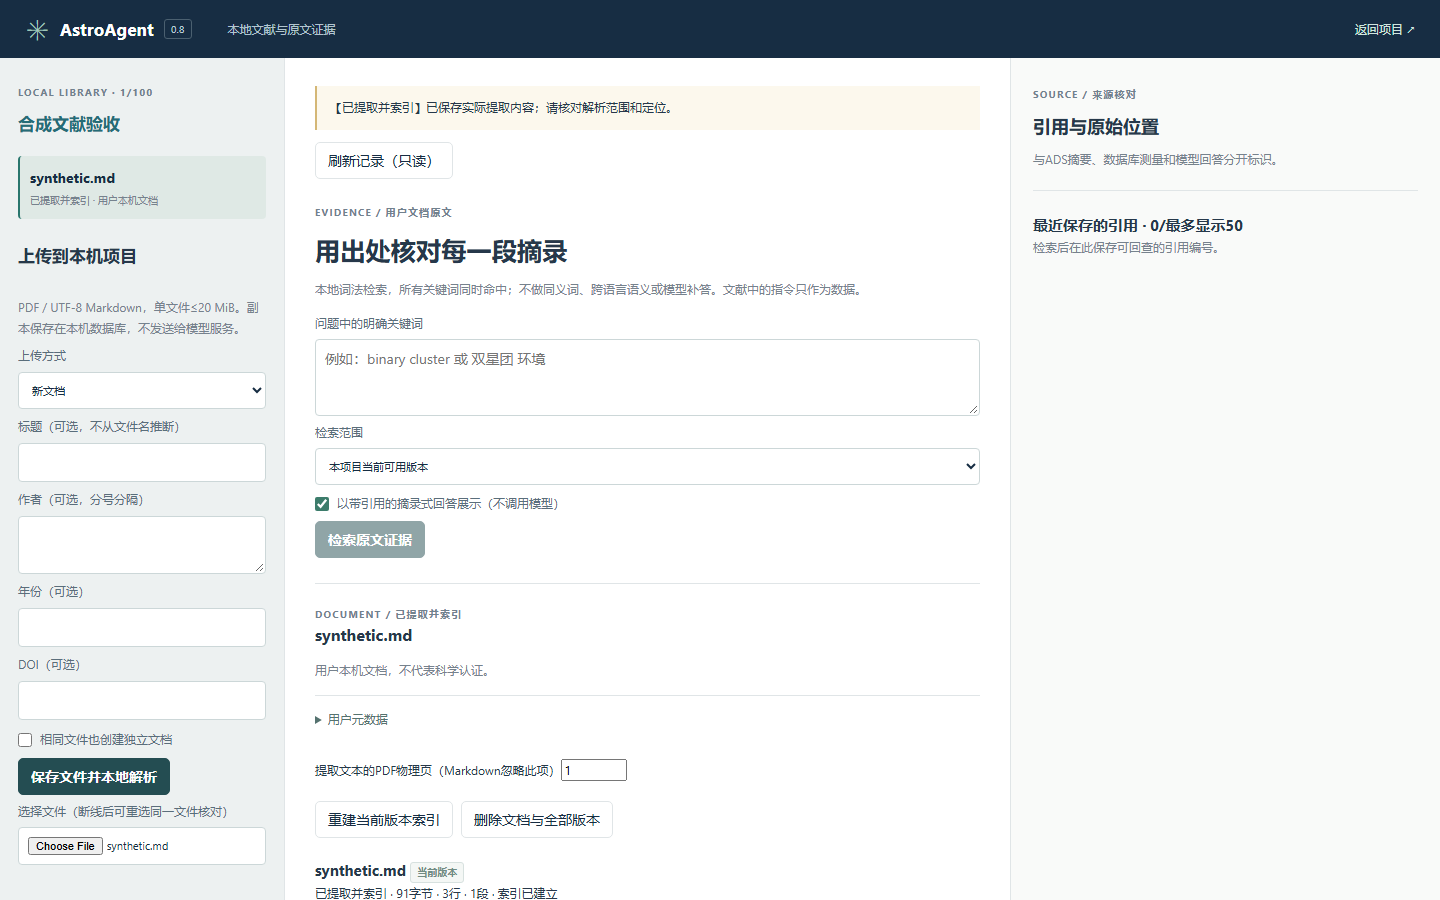 AstroAgent 0.8 本地文献与原文证据 返回项目 ↗
LOCAL LIBRARY · 1/100
合成文献验收
synthetic.md
已提取并索引 · 用户本机文档
上传到本机项目
PDF / UTF-8 Markdown，单文件≤20 MiB。副
本保存在本机数据库，不发送给模型服务。
上传方式
新文档
标题（可选，不从文件名推断）
作者（可选，分号分隔）
年份（可选）
DOI（可选）
相同文件也创建独立文档
保存文件并本地解析
选择文件（断线后可重选同一文件核对）
Choose File synthetic.md
【已提取并索引】已保存实际提取内容；请核对解析范围和定位。
刷新记录（只读）
EVIDENCE / 用户文档原文
用出处核对每一段摘录
本地词法检索，所有关键词同时命中；不做同义词、跨语言语义或模型补答。文献中的指令只作为数据。
问题中的明确关键词
例如：binary cluster 或 双星团 环境
检索范围
本项目当前可用版本
以带引用的摘录式回答展示（不调用模型）
检索原文证据
DOCUMENT / 已提取并索引
synthetic.md
用户本机文档，不代表科学认证。
用户元数据
提取文本的PDF物理页（Markdown忽略此项） 1
重建当前版本索引 删除文档与全部版本
synthetic.md 当前版本
已提取并索引 · 91字节 · 3行 · 1段 · 索引已建立
SOURCE / 来源核对
引用与原始位置
与ADS摘要、数据库测量和模型回答分开标识。
最近保存的引用 · 0/最多显示50
检索后在此保存可回查的引用编号。